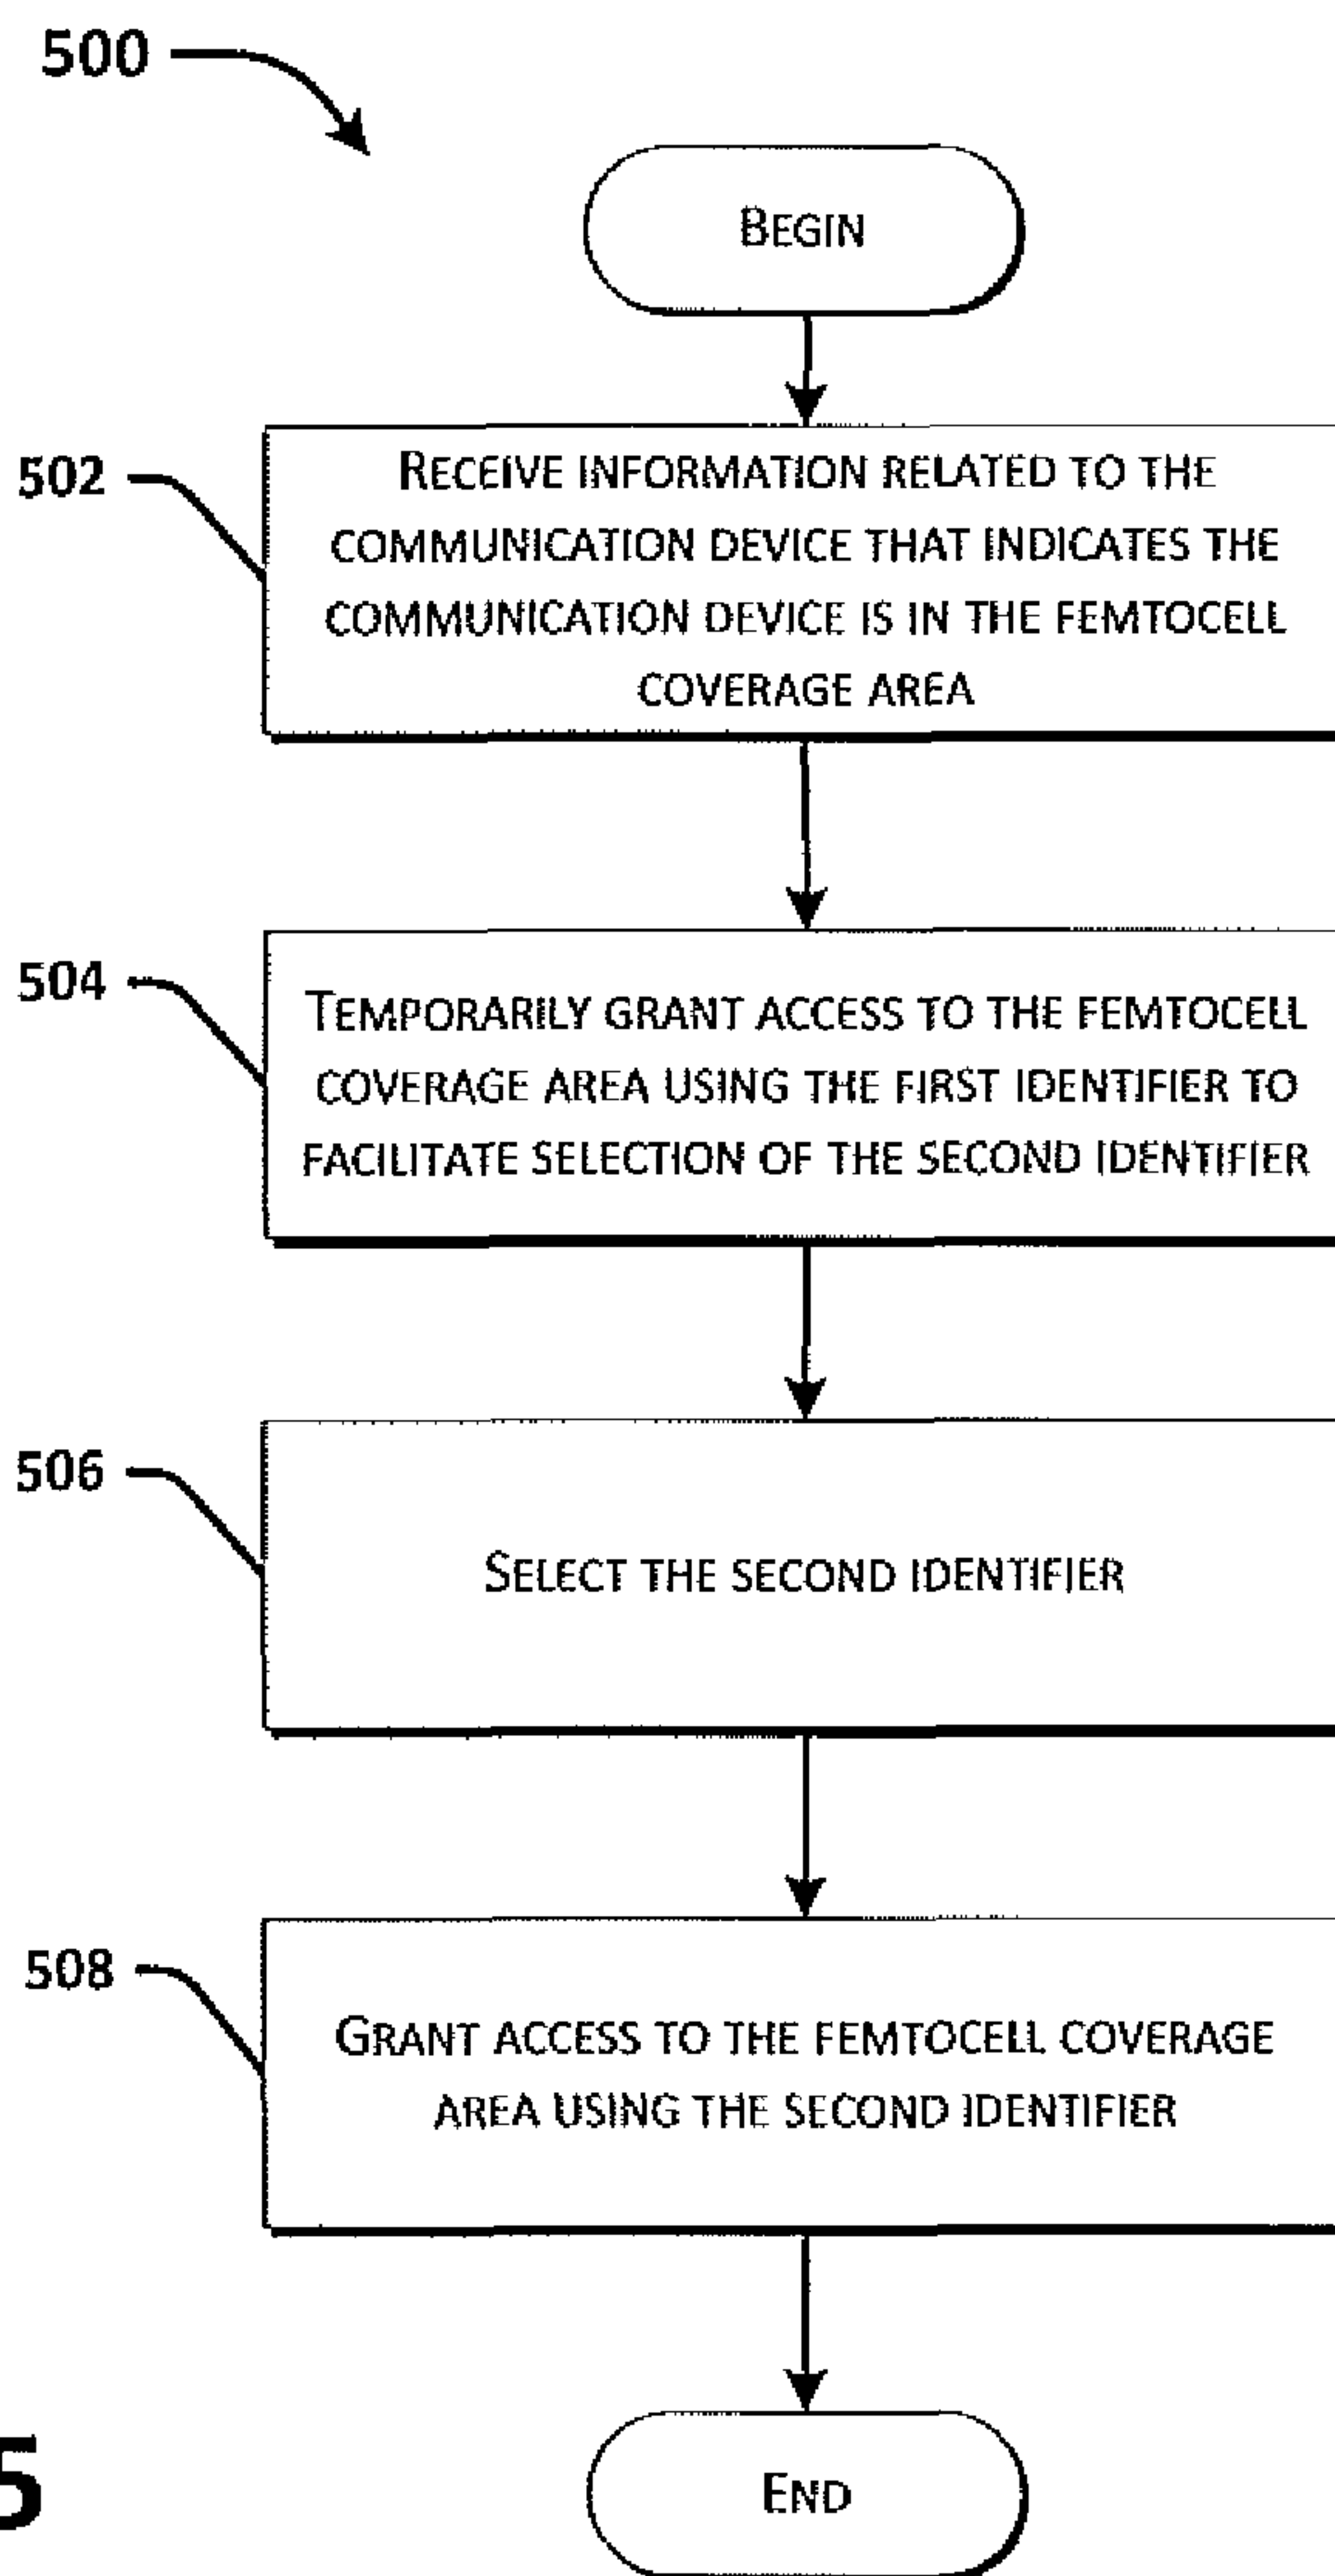 500
BEGIN
502
RECEIVE INFORMATION RELATED TO THE
COMMUNICATION DEVICE THAT INDICATES THE
COMMUNICATION DEVICE IS IN THE FEMTOCELL
COVERAGE AREA
504
TEMPORARILY GRANT ACCESS TO THE FEMTOCELL
COVERAGE AREA USING THE FIRST IDENTIFIER TO
FACILITATE SELECTION OF THE SECOND IDENTIFIER
506
SELECT THE SECOND IDENTIFIER
508
GRANT ACCESS TO THE FEMTOCELL COVERAGE
AREA USING THE SECOND IDENTIFIER
END
5